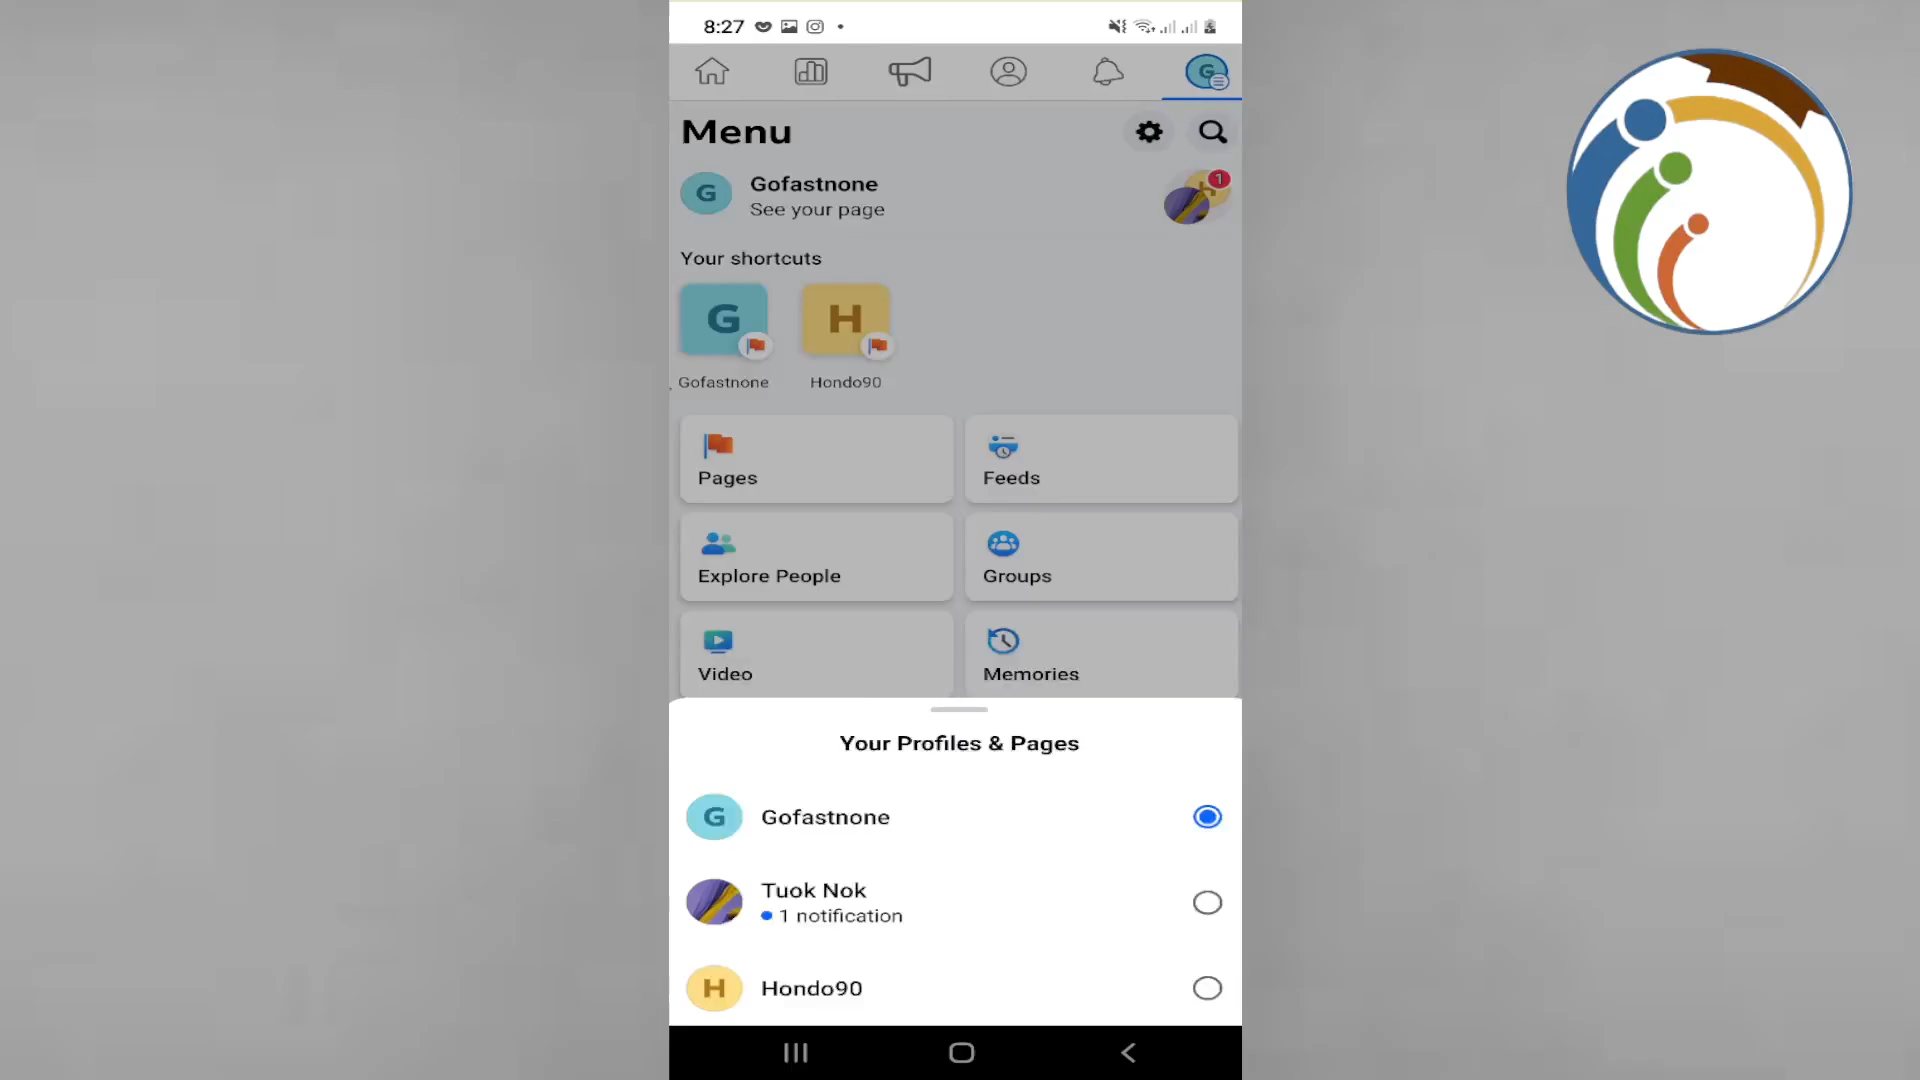 8:27
G
Menu
Gofastnone
G
See your page
H
1
Your shortcuts
G
H
Gofastnone
Hondo90
Pages
Feeds
Explore People
Groups
Video
Memories
Your Profiles & Pages
G
Gofastnone
Tuok Nok
1 notification
H
Hondo90